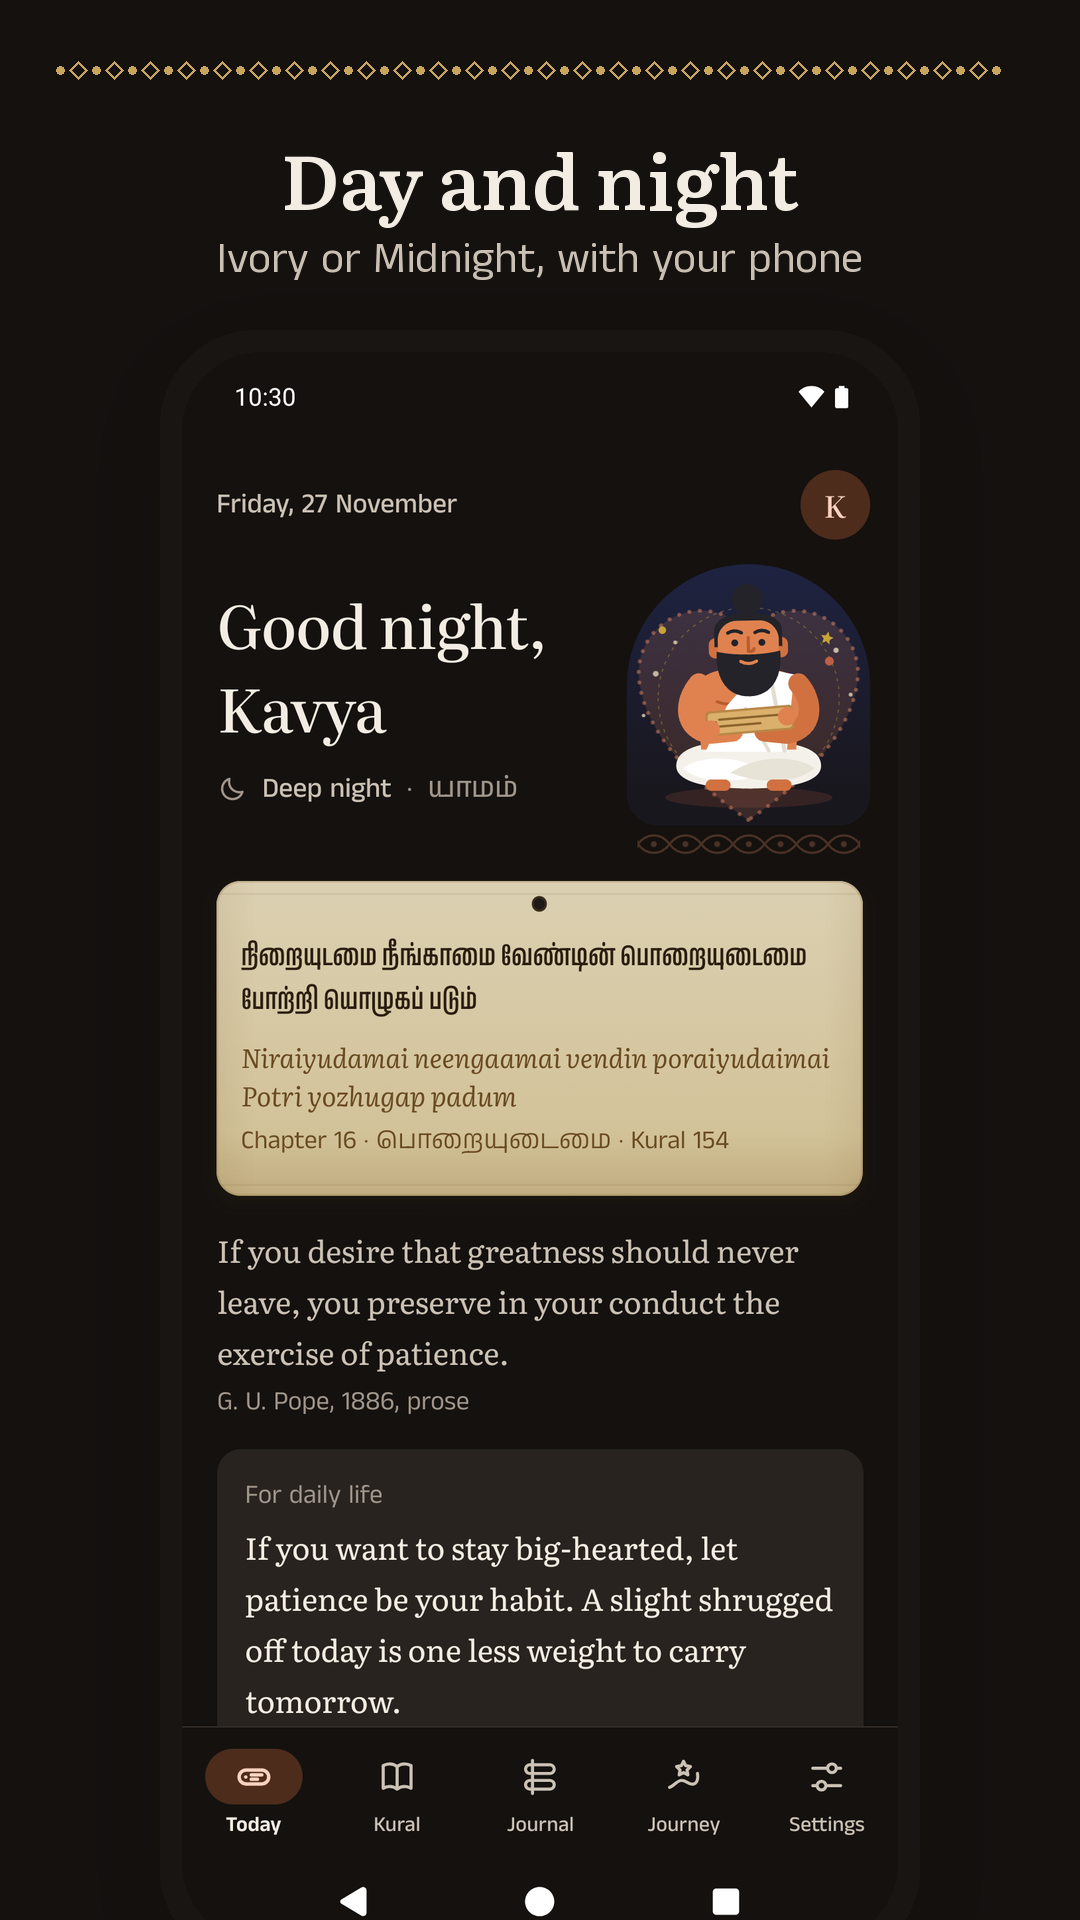 Day and night
Ivory or Midnight, with your phone
10:30
Friday, 27 November
K
Good night,
Kavya
Deep night · யாமம்
நிறையுடமை நீங்காமை வேண்டின் பொறையுடைமை
போற்றி யொழுகப் படும்
Niraiyudamai neengaamai vendin poraiyudaimai
Potri yozhugap padum
Chapter 16 · பொறையுடைமை · Kural 154
If you desire that greatness should never
leave, you preserve in your conduct the
exercise of patience.
G. U. Pope, 1886, prose
For daily life
If you want to stay big-hearted, let
patience be your habit. A slight shrugged
off today is one less weight to carry
tomorrow.
Today
Kural
Journal
Journey
Settings